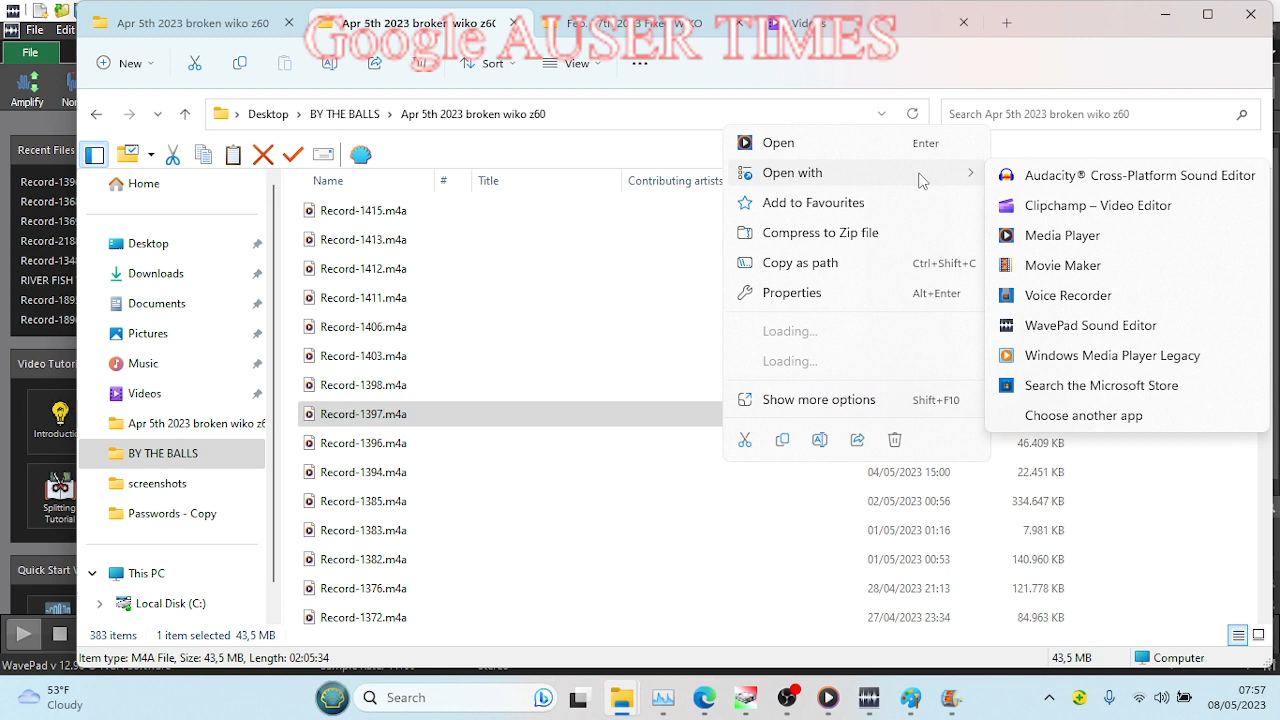 Apr 5th 2023 broken wiko z60
Apr 5th 2023 broken wiko z60
Videos
Google AUSER TIMES
File
Edit
New
Sort
View
Amplify
Desktop
BY THE BALLS
Apr 5th 2023 broken wiko z60
Search Apr 5th 2023 broken wiko z60
Recent Files
Record-
Record-
Record-
Record-218
Record-134
RIVER FISH
Record-189
Record-189
Video Tuto
Introducti
Splitting
Tutorial
Quick Start
WavePad v 12.
Home
Desktop
Downloads
Documents
Pictures
Music
Videos
Apr 5th 2023 broken wiko z6
BY THE BALLS
screenshots
Passwords - Copy
This PC
Local Disk (C:)
Name
#
Title
Contributing artists
Record-1415.m4a
Record-1413.m4a
Record-1412.m4a
Record-1411.m4a
Record-1406.m4a
Record-1403.m4a
Record-1398.m4a
Record-1397.m4a
Record-1396.m4a 46.409 KB
Record-1394.m4a 04/05/2023 15:00 22.451 KB
Record-1385.m4a 02/05/2023 00:56 334.647 KB
Record-1383.m4a 01/05/2023 01:16 7.981 KB
Record-1382.m4a 01/05/2023 00:53 140.960 KB
Record-1376.m4a 28/04/2023 21:13 121.778 KB
Record-1372.m4a 27/04/2023 23:34 84.963 KB
Open Enter
Open with
Add to Favourites
Compress to Zip file
Copy as path Ctrl+Shift+C
Properties Alt+Enter
Loading...
Loading...
Show more options Shift+F10
Audacity® Cross-Platform Sound Editor
Clipchamp – Video Editor
Media Player
Movie Maker
Voice Recorder
WavePad Sound Editor
Windows Media Player Legacy
Search the Microsoft Store
Choose another app
383 items 1 item selected 43,5 MB
Item type: M4A File, Size: 43,5 MB, Length: 02:05:34
43,5 MB
Computer
53°F
Cloudy
Search
07:57
08/05/2023